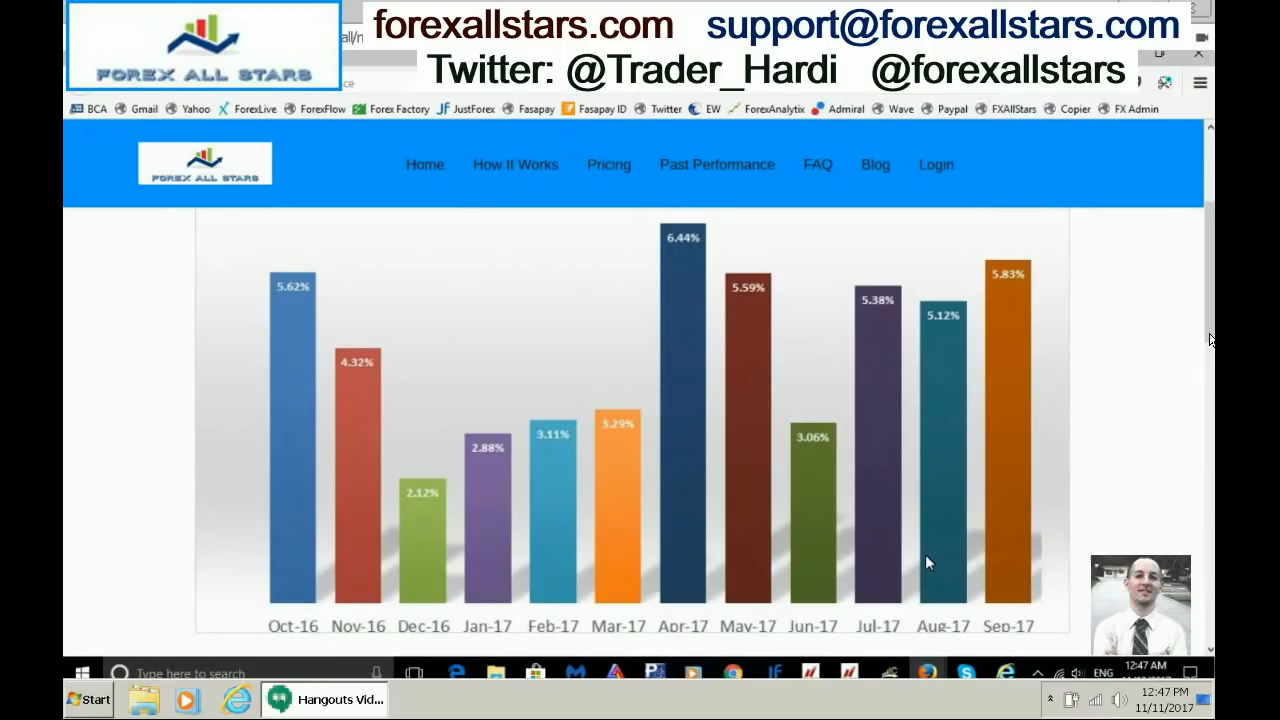 forexallstars.com support@forexallstars.com
FOREX ALL STARS
Twitter: @Trader_Hardi @forexallstars
BCA Gmail Yahoo ForexLive ForexFlow Forex Factory JustForex Fasapay Fasapay ID Twitter EW ForexAnalytix Admiral Wave Paypal FXAllStars Copier FX Admin
FOREX ALL STARS
Home How It Works Pricing Past Performance FAQ Blog Login
6.44%
5.83%
5.62%
5.59%
5.38%
5.12%
4.32%
3.29%
3.11%
3.06%
2.88%
2.12%
Oct-16 Nov-16 Dec-16 Jan-17 Feb-17 Mar-17 Apr-17 May-17 Jun-17 Jul-17 Aug-17 Sep-17
Type here to search
ENG
12:47 AM
Start
Hangouts Vid...
12:47 PM
11/11/2017